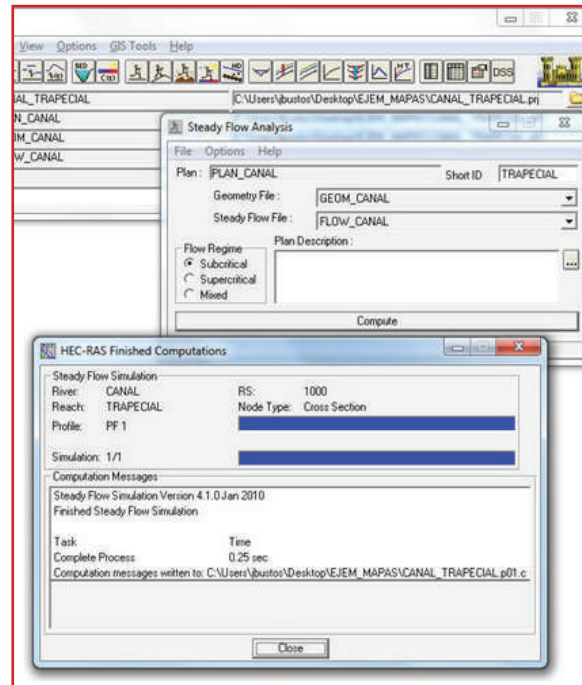 View Options GIS Tools Help
DSS
AL_TRAPECIAL C:\Users\jbustos\Desktop\EJEM_MAPAS\CANAL_TRAPECIAL.prj
N_CANAL
OM_CANAL
W_CANAL
Steady Flow Analysis
File Options Help
Plan : PLAN_CANAL Short ID TRAPECIAL
Geometry File : GEOM_CANAL
Steady Flow File : FLOW_CANAL
Flow Regime Plan Description :
Subcritical
Supercritical
Mixed
...
Compute
HEC-RAS Finished Computations
Steady Flow Simulation
River: CANAL RS: 1000
Reach: TRAPECIAL Node Type: Cross Section
Profile: PF 1
Simulation: 1/1
Computation Messages
Steady Flow Simulation Version 4.1.0 Jan 2010
Finished Steady Flow Simulation
Task Time
Complete Process 0.25 sec
Computation messages written to: C:\Users\jbustos\Desktop\EJEM_MAPAS\CANAL_TRAPECIAL.p01.c
Close